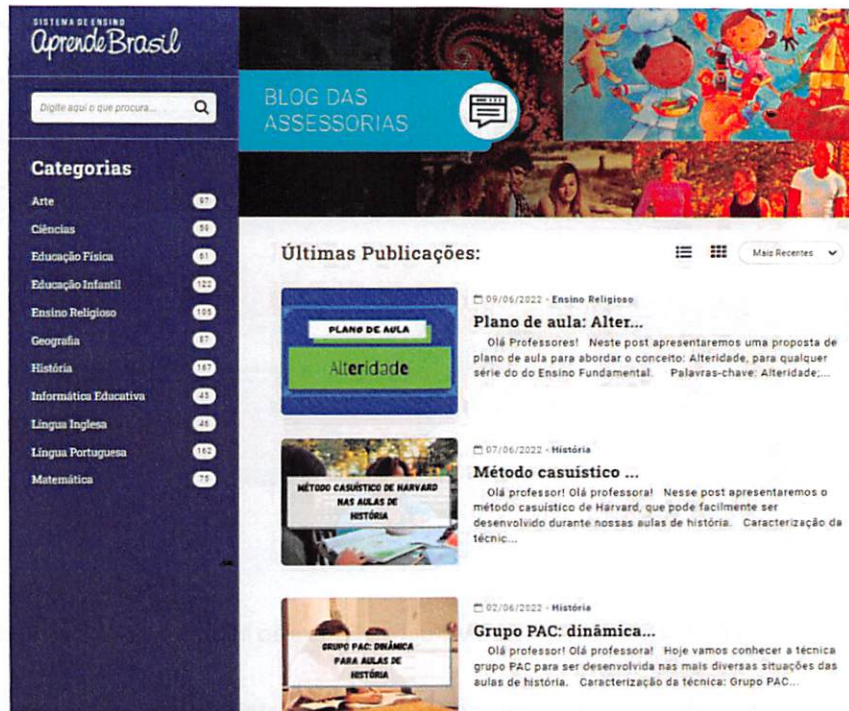 SISTEMA DE ENSINO
aprendeBrasil
Digite aqui o que procura...
Categorias
Arte 97
Ciências 59
Educação Física 61
Educação Infantil 122
Ensino Religioso 105
Geografia 87
História 167
Informática Educativa 45
Língua Inglesa 46
Língua Portuguesa 162
Matemática 75
BLOG DAS
ASSESSORIAS
Últimas Publicações:
Mais Recentes
PLANO DE AULA
Alteridade
09/06/2022 - Ensino Religioso
Plano de aula: Alter...
Olá Professores! Neste post apresentaremos uma proposta de
plano de aula para abordar o conceito: Alteridade, para qualquer
série do do Ensino Fundamental. Palavras-chave: Alteridade;...
MÉTODO CASUÍSTICO DE HARVARD
NAS AULAS DE
HISTÓRIA
07/06/2022 - História
Método casuístico ...
Olá professor! Olá professora! Nesse post apresentaremos o
método casuístico de Harvard, que pode facilmente ser
desenvolvido durante nossas aulas de história. Caracterização da
técnic...
GRUPO PAC: DINÂMICA
PARA AULAS DE
HISTÓRIA
02/06/2022 - História
Grupo PAC: dinâmica...
Olá professor! Olá professora! Hoje vamos conhecer a técnica
grupo PAC para ser desenvolvida nas mais diversas situações das
aulas de história. Caracterização da técnica: Grupo PAC...